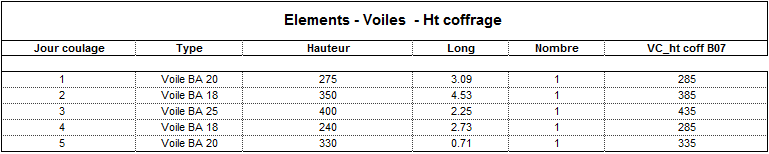 Elements - Voiles - Ht coffrage
Jour coulage Type Hauteur Long Nombre VC_ht coff B07
1 Voile BA 20 275 3.09 1 285
2 Voile BA 18 350 4.53 1 385
3 Voile BA 25 400 2.25 1 435
4 Voile BA 18 240 2.73 1 285
5 Voile BA 20 330 0.71 1 335